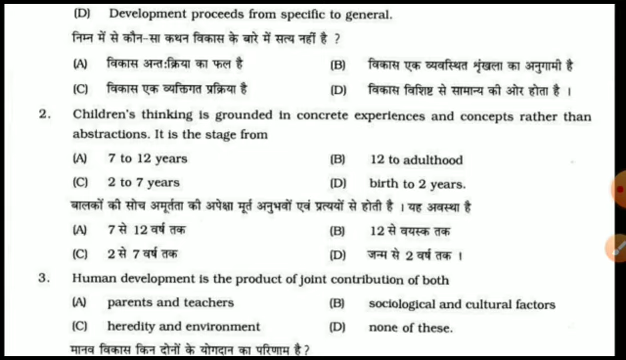 (D) Development proceeds from specific to general.
निम्न में से कौन-सा कथन विकास के बारे में सत्य नहीं है ?
(A) विकास अन्त:क्रिया का फल है (B) विकास एक व्यवस्थित शृंखला का अनुगामी है
(C) विकास एक व्यक्तिगत प्रक्रिया है (D) विकास विशिष्ट से सामान्य की ओर होता है ।
2. Children's thinking is grounded in concrete experiences and concepts rather than
abstractions. It is the stage from
(A) 7 to 12 years (B) 12 to adulthood
(C) 2 to 7 years (D) birth to 2 years.
बालकों की सोच अमूर्तता की अपेक्षा मूर्त अनुभवों एवं प्रत्ययों से होती है । यह अवस्था है
(A) 7 से 12 वर्ष तक (B) 12 से वयस्क तक
(C) 2 से 7 वर्ष तक (D) जन्म से 2 वर्ष तक ।
3. Human development is the product of joint contribution of both
(A) parents and teachers (B) sociological and cultural factors
(C) heredity and environment (D) none of these.
मानव विकास किन दोनों के योगदान का परिणाम है ?